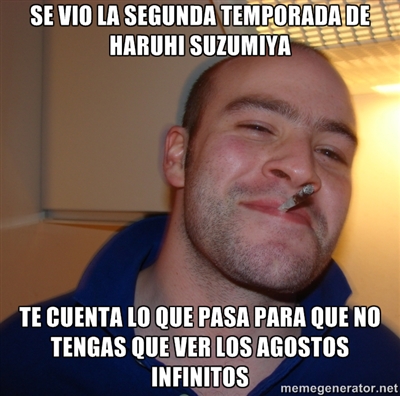 SE VIO LA SEGUNDA TEMPORADA DE
HARUHI SUZUMIYA
TE CUENTA LO QUE PASA PARA QUE NO
TENGAS QUE VER LOS AGOSTOS
INFINITOS
memegenerator.net